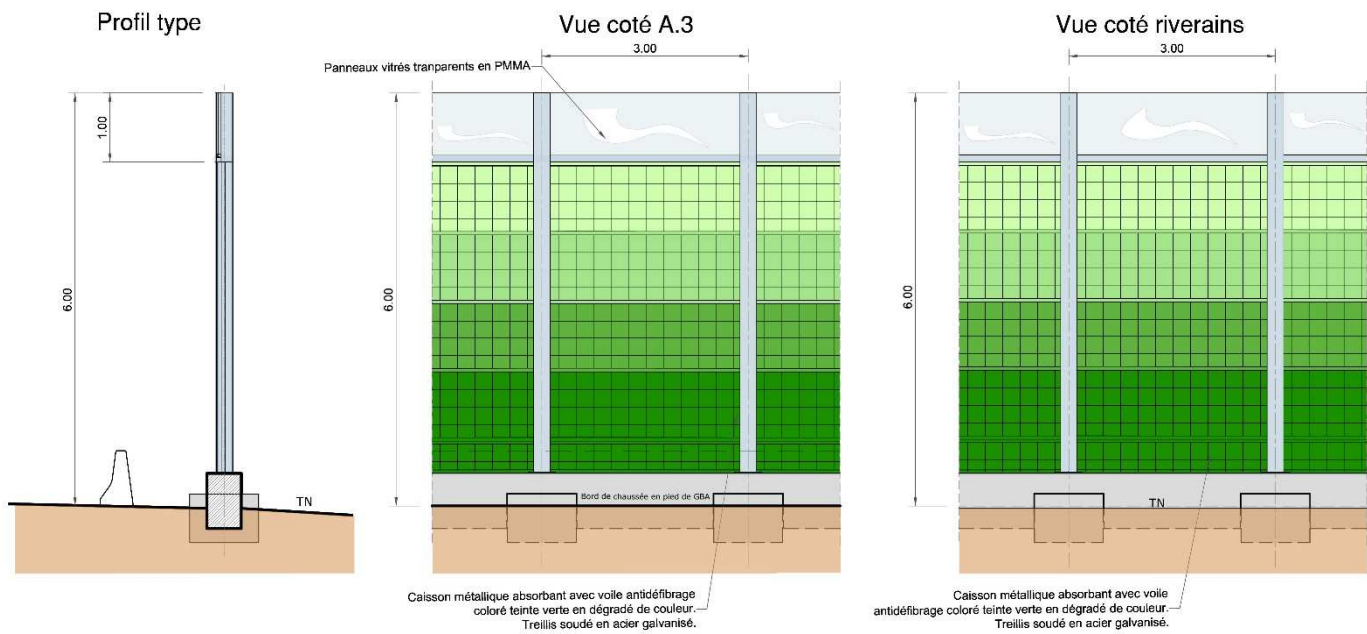 Profil type
1.00
6.00
TN
Vue coté A.3
3.00
Panneaux vitrés tranparents en PMMA
6.00
Bord de chaussée en pied de GBA
Caisson métallique absorbant avec voile antidéfibrage
coloré teinte verte en dégradé de couleur.
Treillis soudé en acier galvanisé.
Vue coté riverains
3.00
6.00
TN
Caisson métallique absorbant avec voile
antidéfibrage coloré teinte verte en dégradé de couleur.
Treillis soudé en acier galvanisé.